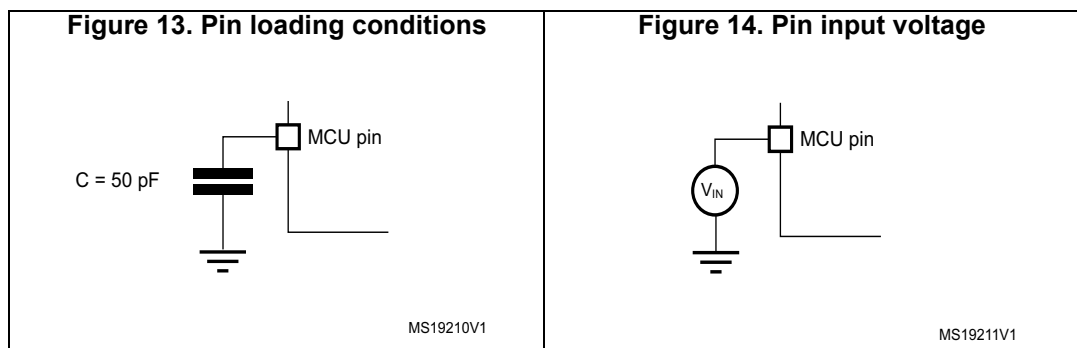 Figure 13. Pin loading conditions
MCU pin
C = 50 pF
MS19210V1
Figure 14. Pin input voltage
MCU pin
VIN
MS19211V1